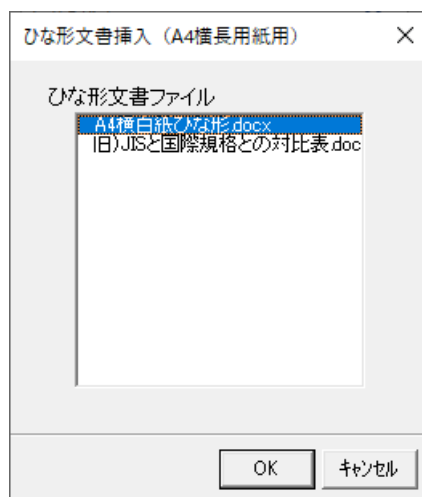 ひな形文書挿入（A4横長用紙用）
ひな形文書ファイル
A4横白紙ひな形.docx
旧)JISと国際規格との対比表.doc
OK
キャンセル